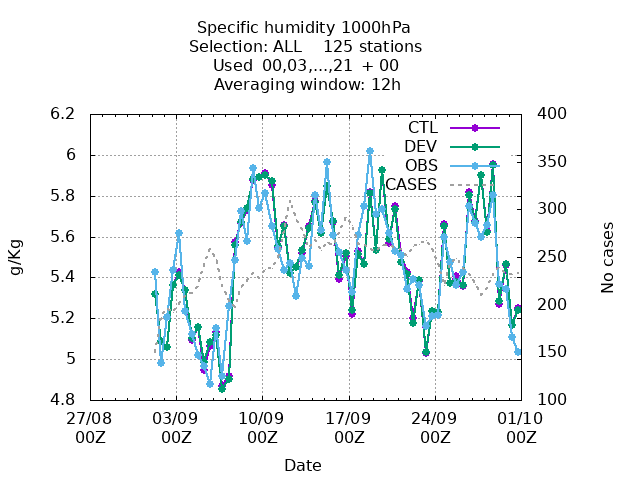 Specific humidity 1000hPa
Selection: ALL    125 stations
Used  00,03,...,21  + 00
Averaging window: 12h
6.2
6
5.8
5.6
5.4
5.2
5
4.8
g/Kg
400
350
300
250
200
150
100
No cases
CTL
DEV
OBS
CASES
27/08 03/09 10/09 17/09 24/09 01/10
00Z 00Z 00Z 00Z 00Z 00Z
Date